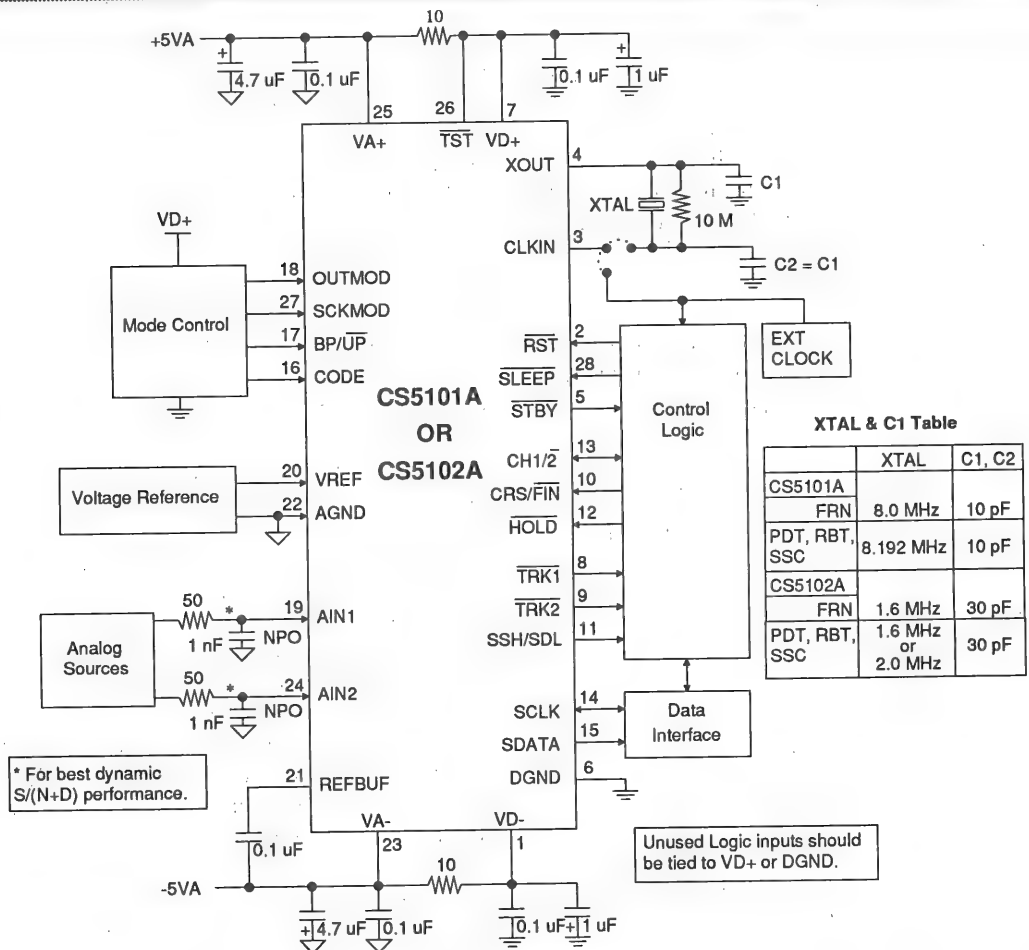 10
+5VA
+
4.7 uF
0.1 uF
0.1 uF
+
1 uF
25
26
7
VA+
TST
VD+
XOUT
4
C1
XTAL
10 M
VD+
CLKIN
3
C2 = C1
Mode Control
18
OUTMOD
27
SCKMOD
17
BP/UP
16
CODE
CS5101A
OR
CS5102A
RST
2
SLEEP
28
STBY
5
CH1/2
13
CRS/FIN
10
HOLD
12
TRK1
8
TRK2
9
SSH/SDL
11
Control
Logic
EXT
CLOCK
Voltage Reference
20
VREF
22
AGND
Analog
Sources
50
*
19
AIN1
1 nF
NPO
50
*
24
AIN2
1 nF
NPO
SCLK
14
SDATA
15
DGND
6
Data
Interface
XTAL & C1 Table
XTAL C1, C2
CS5101A
FRN 8.0 MHz 10 pF
PDT, RBT, SSC 8.192 MHz 10 pF
CS5102A
FRN 1.6 MHz 30 pF
PDT, RBT, SSC 1.6 MHz or 2.0 MHz 30 pF
* For best dynamic
S/(N+D) performance.
21
REFBUF
0.1 uF
VA-
23
VD-
1
-5VA
10
+
4.7 uF
0.1 uF
0.1 uF
+
1 uF
Unused Logic inputs should
be tied to VD+ or DGND.